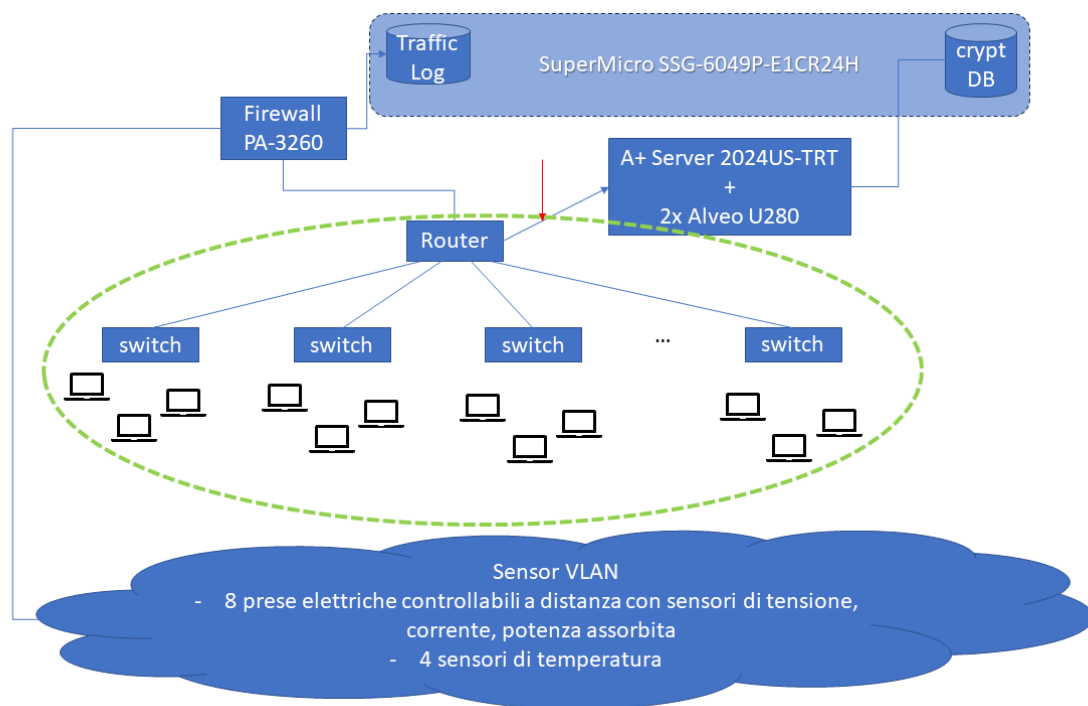 Traffic
Log
SuperMicro SSG-6049P-E1CR24H
crypt
DB
Firewall
PA-3260
A+ Server 2024US-TRT
+
2x Alveo U280
Router
switch
switch
switch
...
switch
Sensor VLAN
- 8 prese elettriche controllabili a distanza con sensori di tensione,
corrente, potenza assorbita
- 4 sensori di temperatura